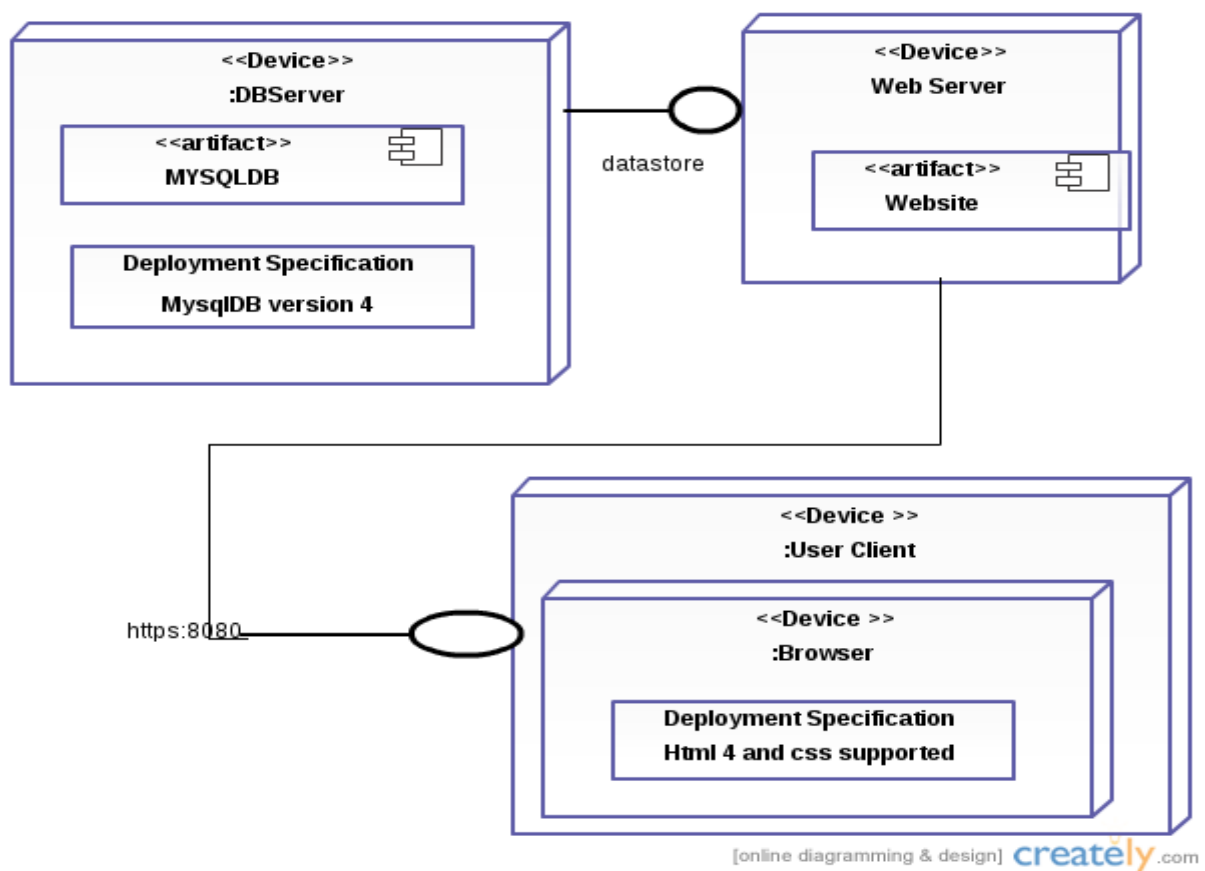 <<Device>>
:DBServer
<<artifact>>
MYSQLDB
Deployment Specification
MysqlDB version 4
datastore
<<Device>>
Web Server
<<artifact>>
Website
https:8080
<<Device >>
:User Client
<<Device >>
:Browser
Deployment Specification
Html 4 and css supported
[online diagramming & design] creately.com